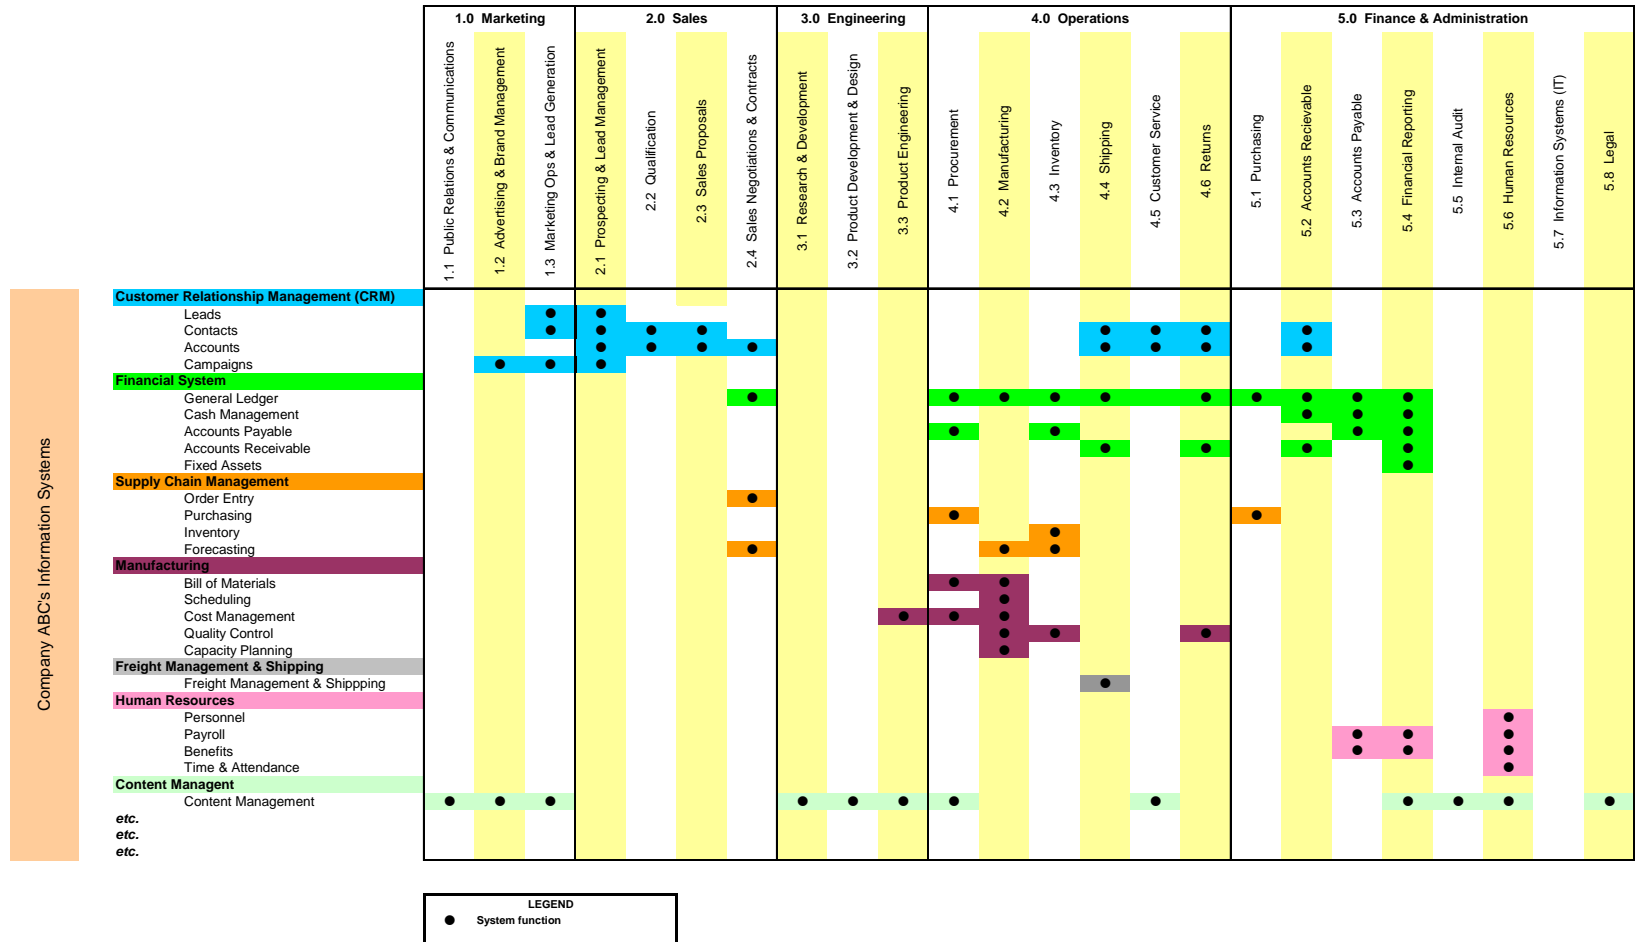 1.0 Marketing
2.0 Sales
3.0 Engineering
4.0 Operations
5.0 Finance & Administration
1.1 Public Relations & Communications
1.2 Advertising & Brand Management
1.3 Marketing Ops & Lead Generation
2.1 Prospecting & Lead Management
2.2 Qualification
2.3 Sales Proposals
2.4 Sales Negotiations & Contracts
3.1 Research & Development
3.2 Product Development & Design
3.3 Product Engineering
4.1 Procurement
4.2 Manufacturing
4.3 Inventory
4.4 Shipping
4.5 Customer Service
4.6 Returns
5.1 Purchasing
5.2 Accounts Recievable
5.3 Accounts Payable
5.4 Financial Reporting
5.5 Internal Audit
5.6 Human Resources
5.7 Information Systems (IT)
5.8 Legal
Company ABC's Information Systems
Customer Relationship Management (CRM)
Leads
Contacts
Accounts
Campaigns
Financial System
General Ledger
Cash Management
Accounts Payable
Accounts Receivable
Fixed Assets
Supply Chain Management
Order Entry
Purchasing
Inventory
Forecasting
Manufacturing
Bill of Materials
Scheduling
Cost Management
Quality Control
Capacity Planning
Freight Management & Shipping
Freight Management & Shippping
Human Resources
Personnel
Payroll
Benefits
Time & Attendance
Content Managent
Content Management
etc.
etc.
etc.
LEGEND
System function